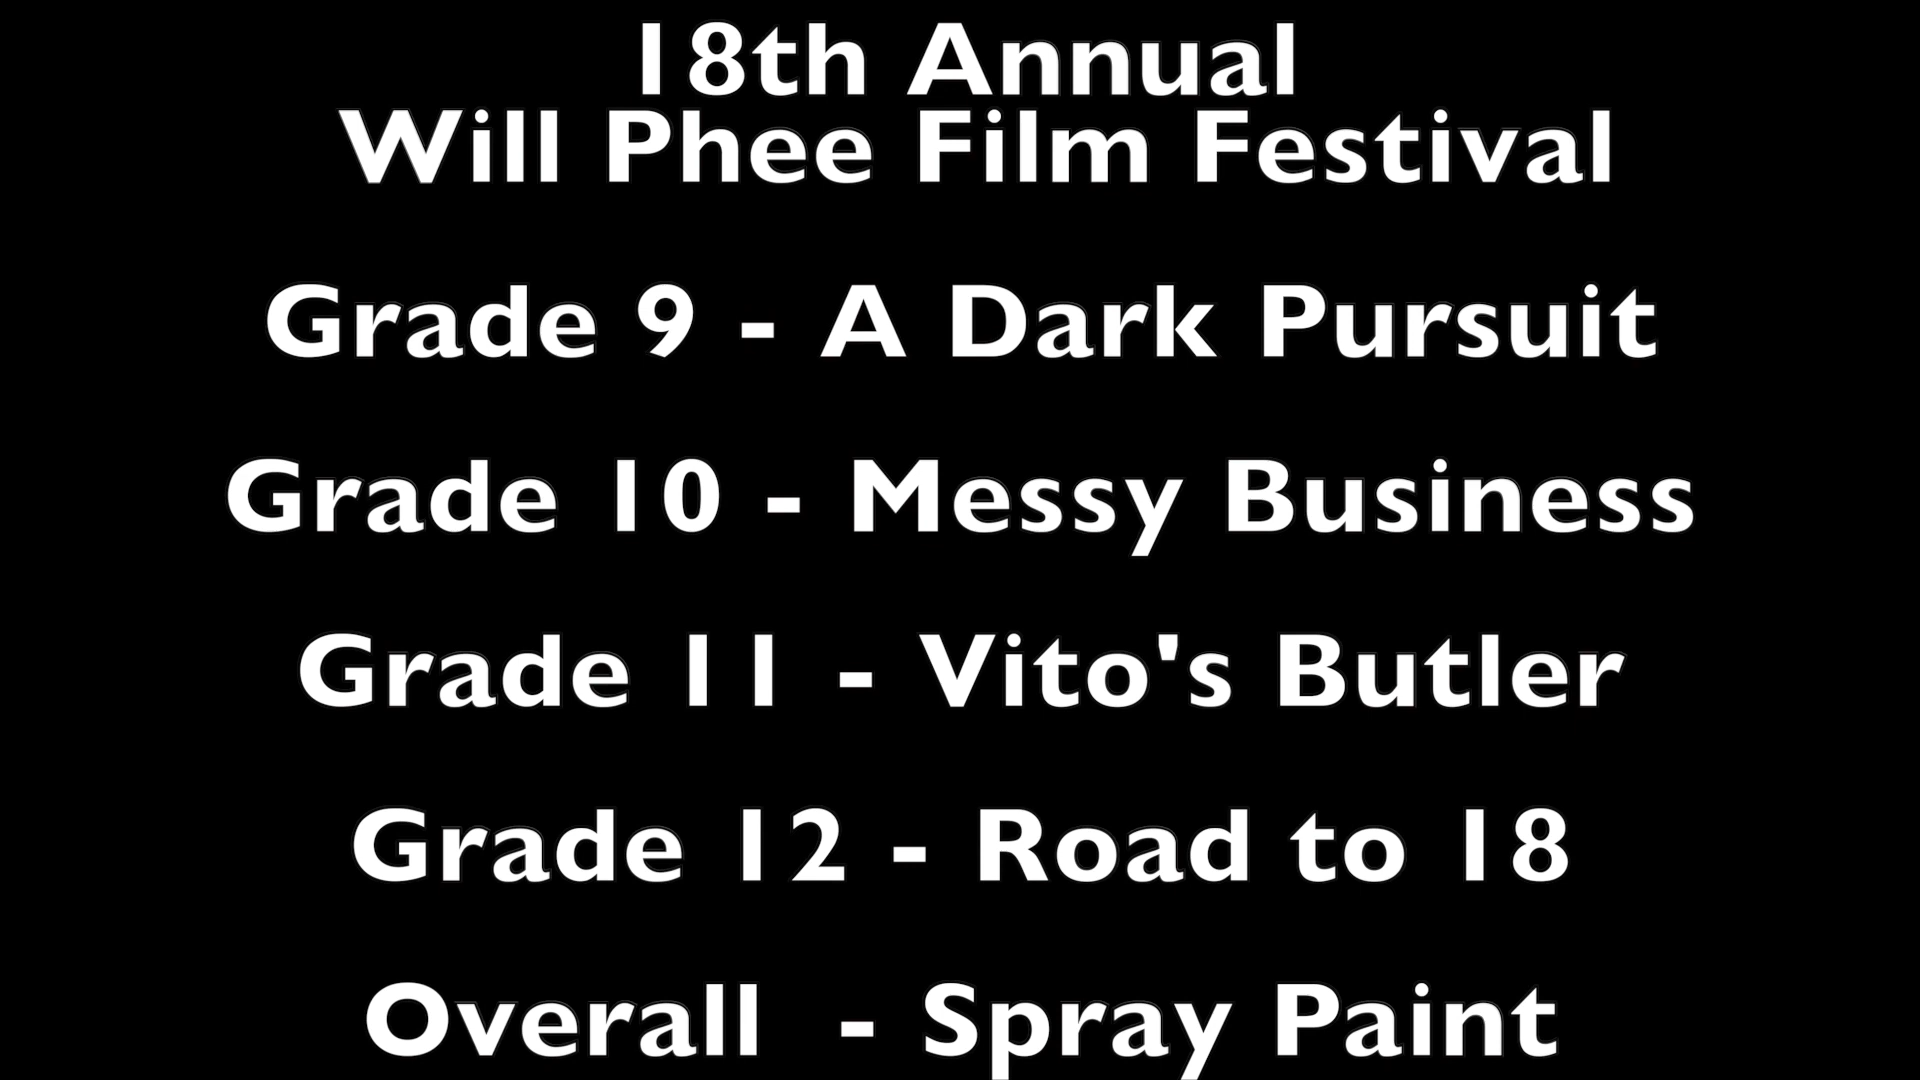 18th Annual
Will Phee Film Festival
Grade 9 - A Dark Pursuit
Grade 10 - Messy Business
Grade 11 - Vito's Butler
Grade 12 - Road to 18
Overall - Spray Paint